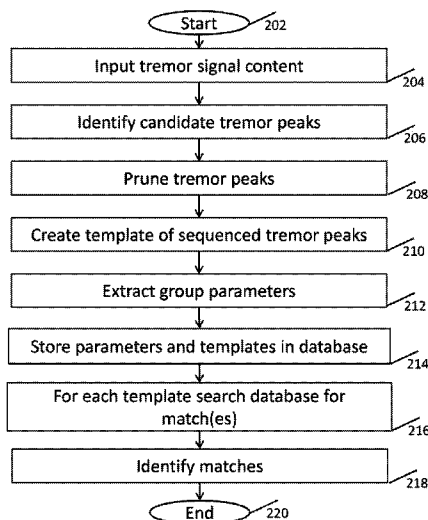 Start
202
Input tremor signal content
204
Identify candidate tremor peaks
206
Prune tremor peaks
208
Create template of sequenced tremor peaks
210
Extract group parameters
212
Store parameters and templates in database
214
For each template search database for
match(es)
216
Identify matches
218
End
220